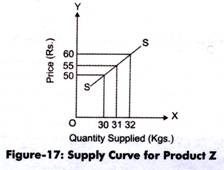 Y
Price (Rs.)
60
55
50
S
S
X
O
30 31 32
Quantity Supplied (Kgs.)
Figure-17: Supply Curve for Product Z